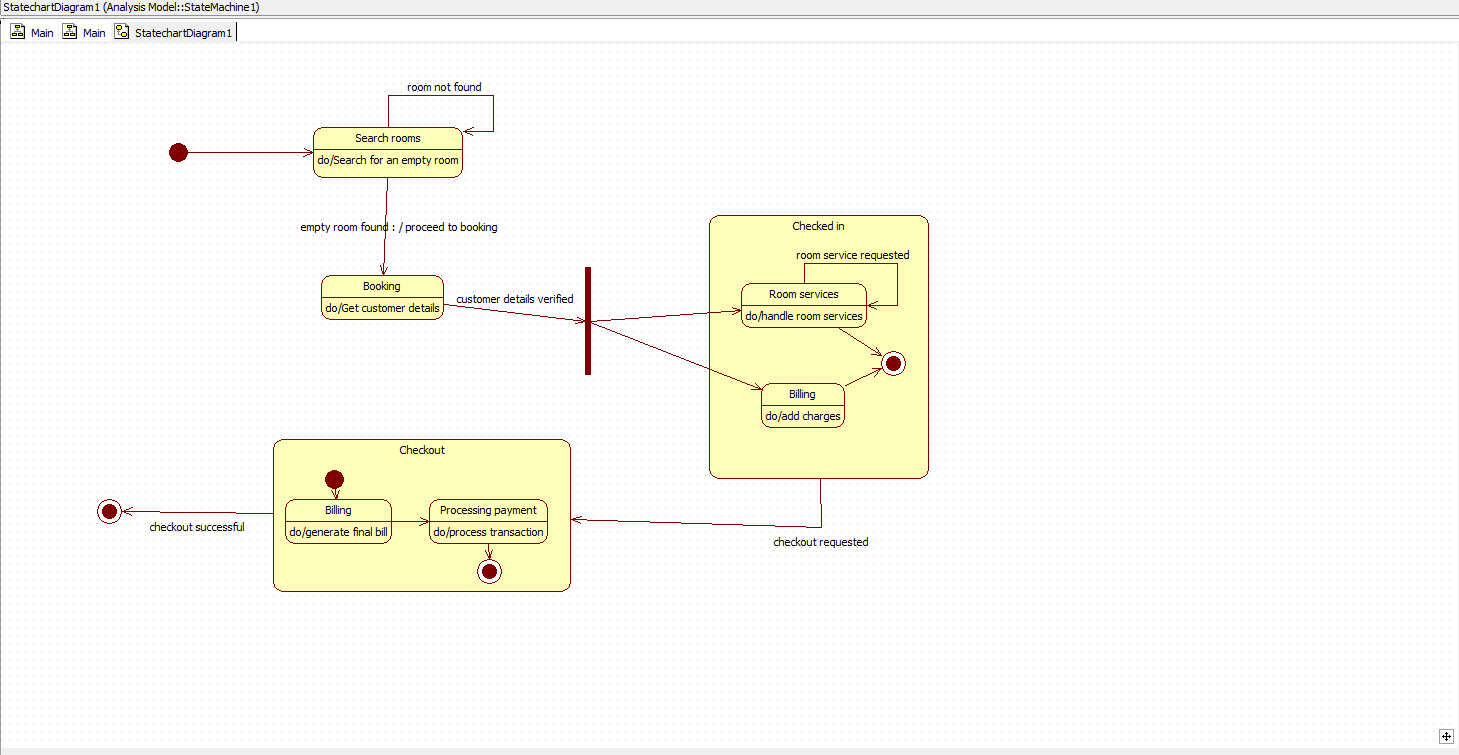 StatechartDiagram1 (Analysis Model::StateMachine1)
Main
Main
StatechartDiagram1
room not found
Search rooms
do/Search for an empty room
empty room found : / proceed to booking
Checked in
room service requested
Booking
do/Get customer details
customer details verified
Room services
do/handle room services
Billing
do/add charges
Checkout
Billing
do/generate final bill
Processing payment
do/process transaction
checkout successful
checkout requested